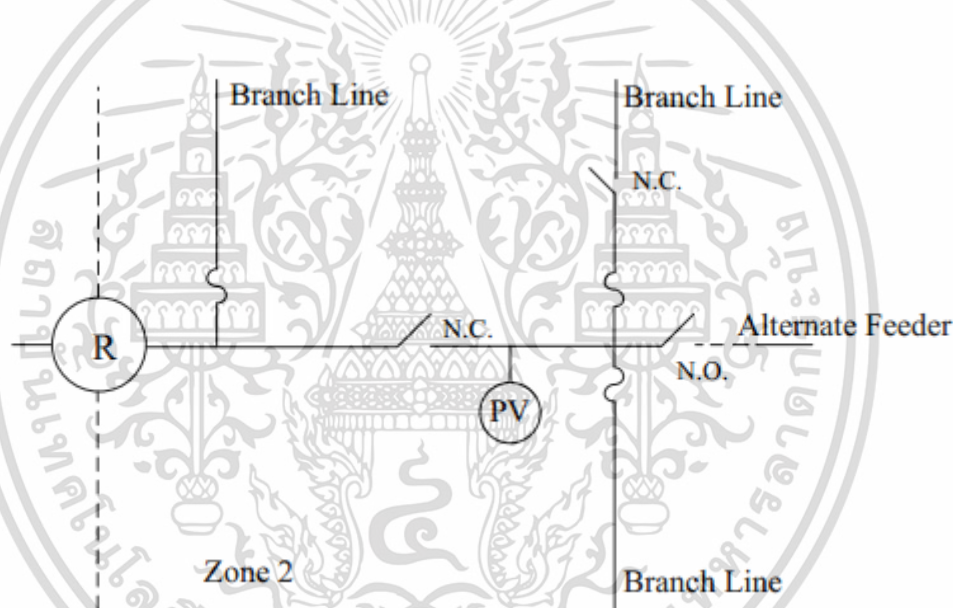 Branch Line
Branch Line
N.C.
R
N.C.
Alternate Feeder
N.O.
PV
Zone 2
Branch Line